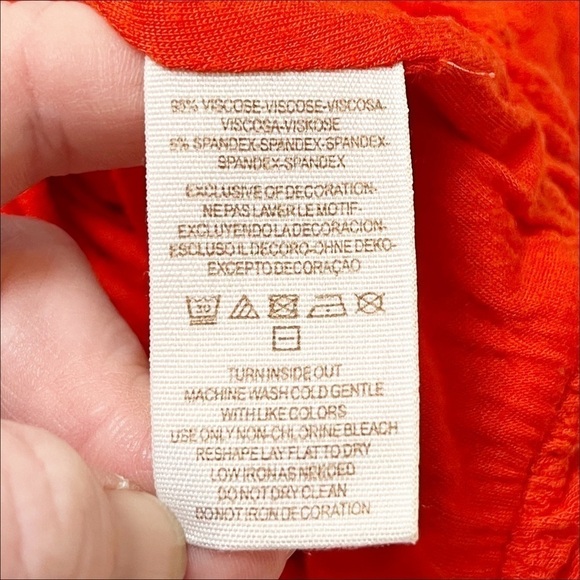 95% VISCOSE-VISCOSE-VISCOSA-
VISCOSA-VISKOSE
5% SPANDEX-SPANDEX-SPANDEX-
SPANDEX-SPANDEX
EXCLUSIVE OF DECORATION-
NE PAS LAVER LE MOTIF-
EXCLUYENDO LA DECORACION-
ESCLUSO IL DECORO-OHNE DEKO-
EXCEPTO DECORAÇÃO
30
TURN INSIDE OUT
MACHINE WASH COLD GENTLE
WITH LIKE COLORS
USE ONLY NON-CHLORINE BLEACH
RESHAPE LAY FLAT TO DRY
LOW IRON AS NEEDED
DO NOT DRY CLEAN
DO NOT IRON DECORATION